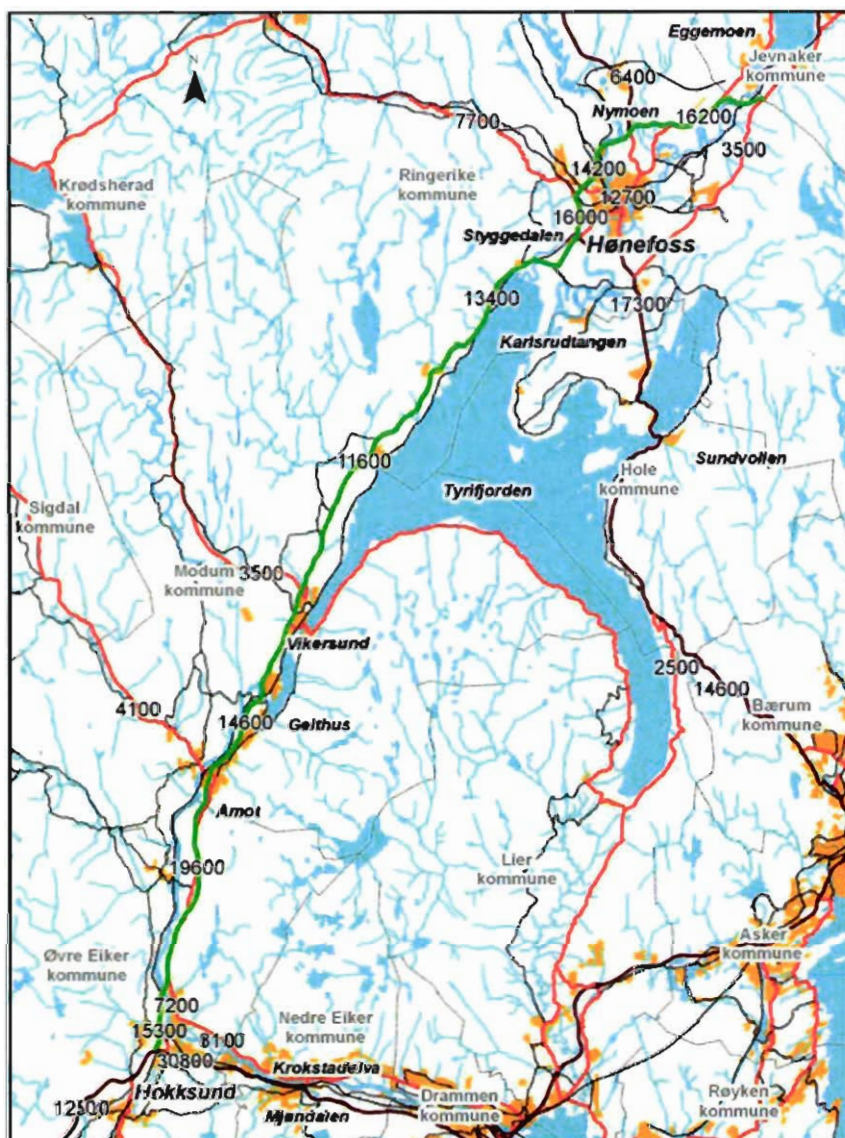 Eggemoen
Jevnaker
kommune
N
6400
Nymoen
16200
7700
3500
14200
Ringerike
kommune
Krødsherad
kommune
12700
16000
Styggedalen
Hønefoss
13400
17300
Karlsrudtangen
11600
Sundvollen
Hole
kommune
Tyrifjorden
Sigdal
kommune
3500
Modum
kommune
Vikersund
2500
14600
4100
14600
Geithus
Bærum
kommune
Åmot
19600
Lier
kommune
Asker
kommune
Øvre Eiker
kommune
7200
Nedre Eiker
kommune
15300
8100
30800
Krokstadelva
Hokksund
Drammen
kommune
Røyken
kommune
12500
Mjøndalen